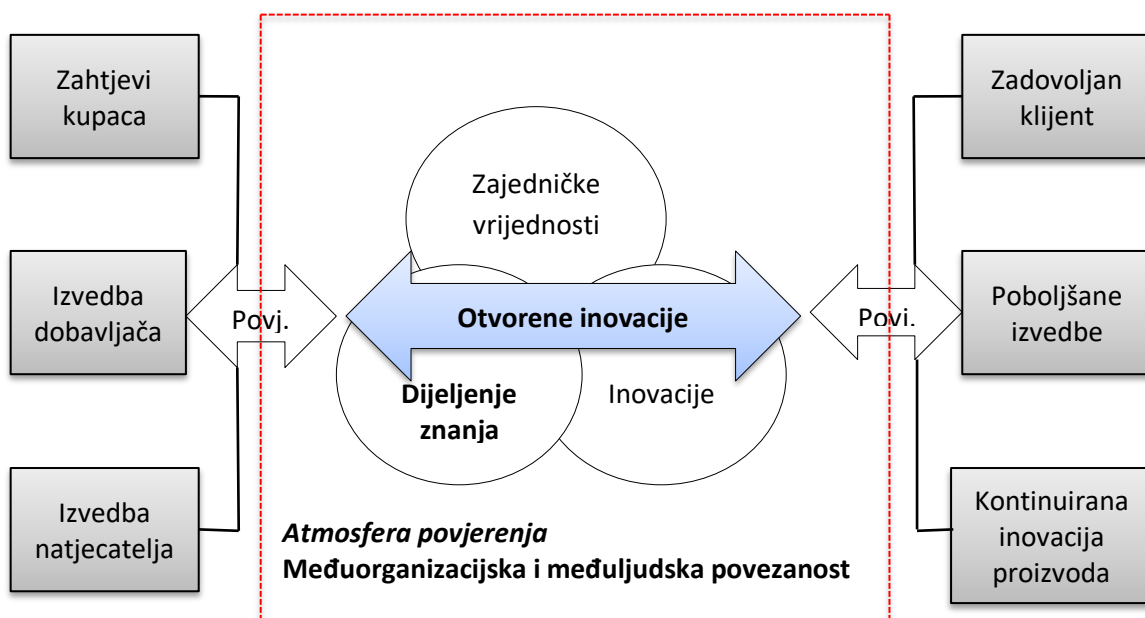 Zahtjevi
kupaca
Izvedba
dobavljača
Izvedba
natjecatelja
Povj.
Zajedničke
vrijednosti
Otvorene inovacije
Dijeljenje
znanja
Inovacije
Atmosfera povjerenja
Međuorganizacijska i međuljudska povezanost
Povj.
Zadovoljan
klijent
Poboljšane
izvedbe
Kontinuirana
inovacija
proizvoda